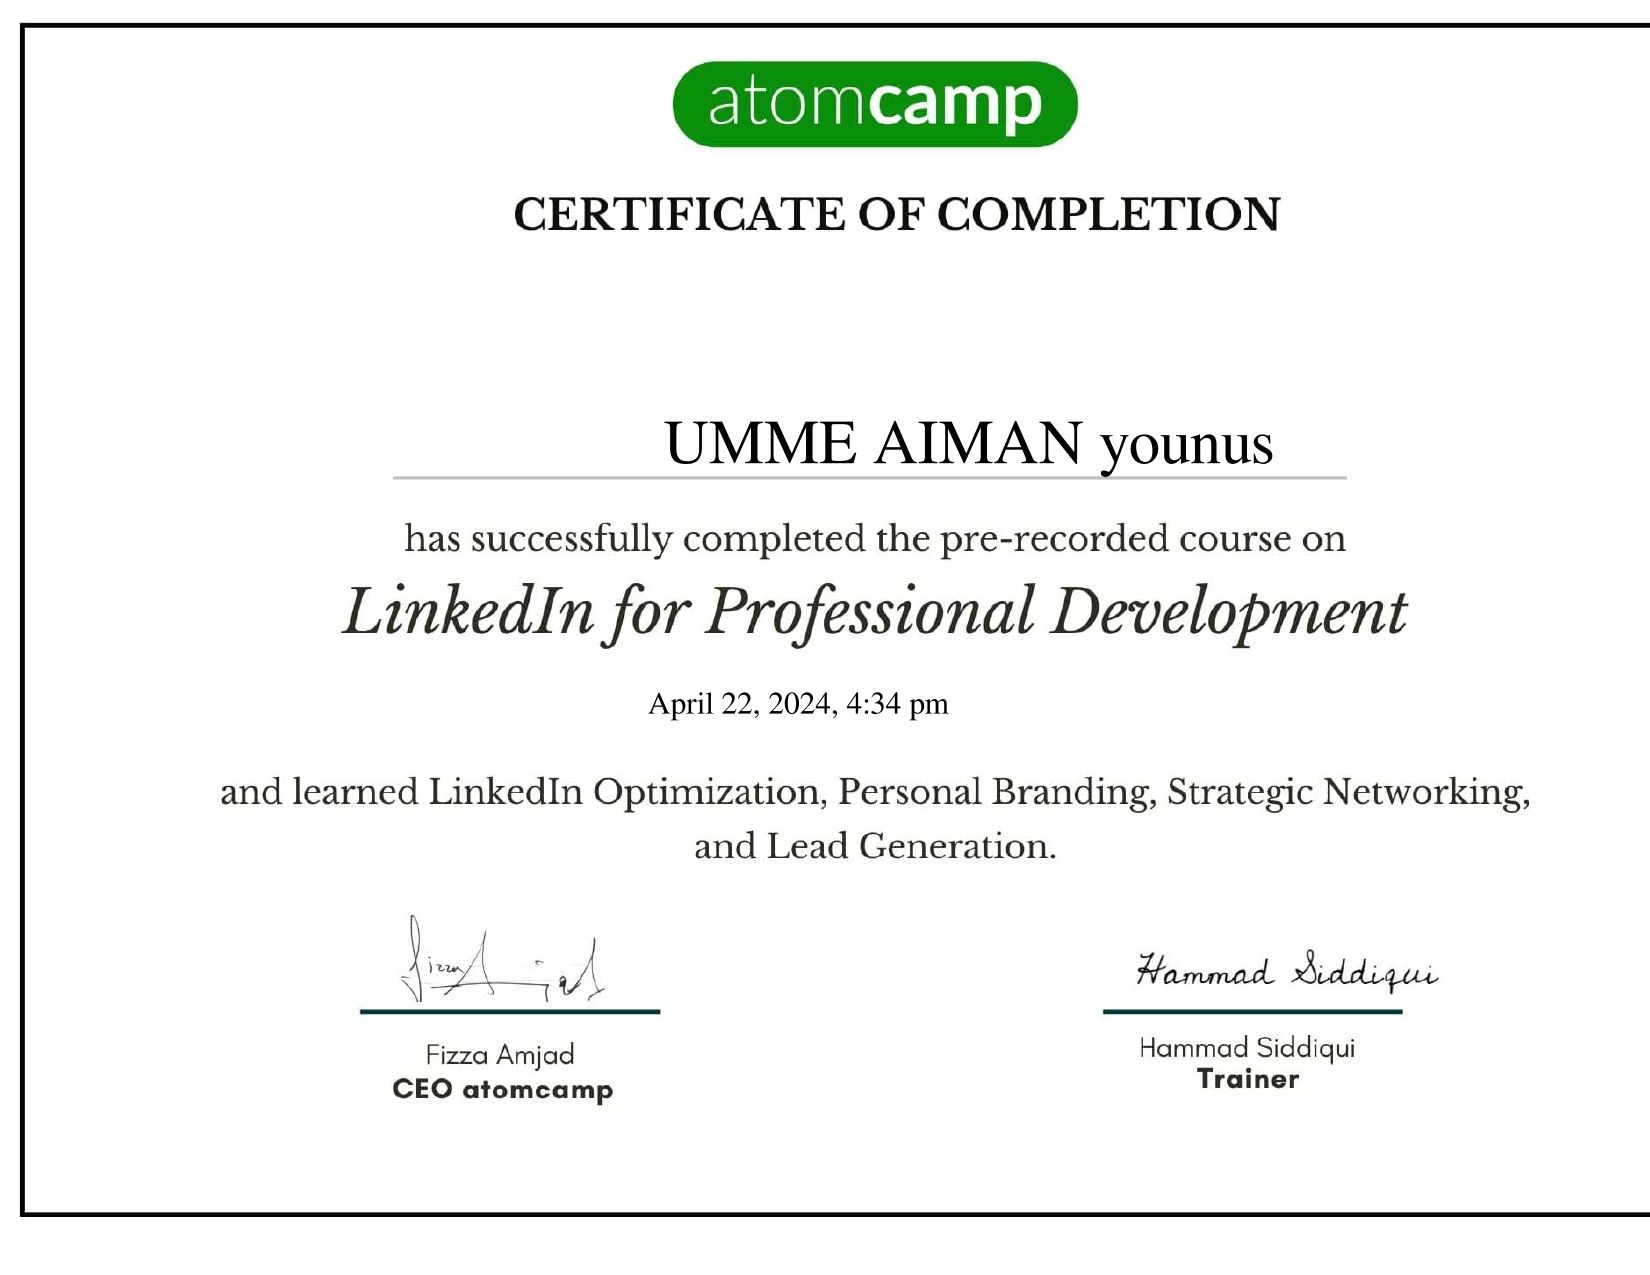 atomcamp
CERTIFICATE OF COMPLETION
UMME AIMAN younus
has successfully completed the pre-recorded course on
LinkedIn for Professional Development
April 22, 2024, 4:34 pm
and learned LinkedIn Optimization, Personal Branding, Strategic Networking,
and Lead Generation.
Hammad Siddiqui
Fizza Amjad
CEO atomcamp
Hammad Siddiqui
Trainer